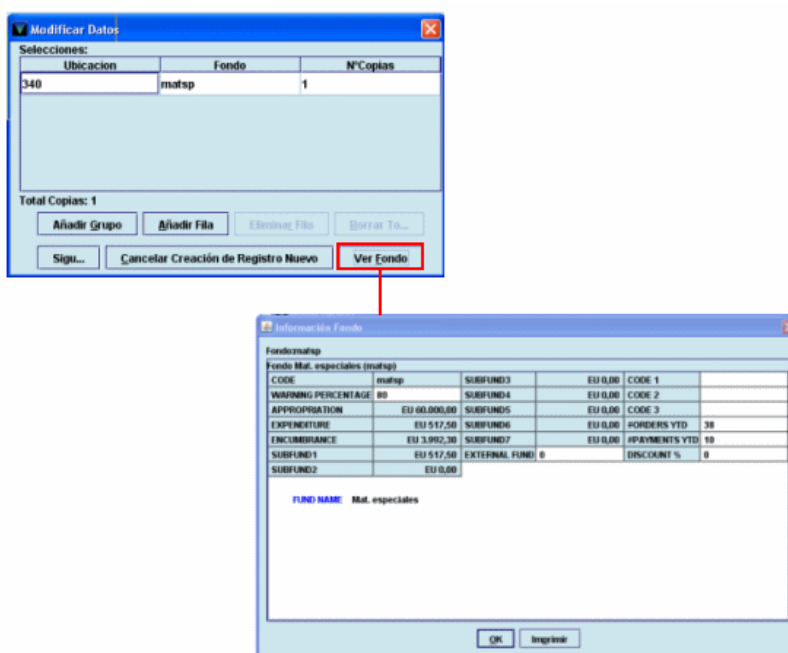 Modificar Datos
Selecciones:
Ubicacion Fondo NºCopias
340 matsp 1
Total Copias: 1
Añadir Grupo Añadir Fila Eliminar Fila Borrar To...
Sigu... Cancelar Creación de Registro Nuevo Ver Fondo
Información Fondo
Fondo:matsp
Fondo Mat. especiales (matsp)
CODE matsp SUBFUND3 EU 0,00 CODE 1
WARNING PERCENTAGE 80 SUBFUND4 EU 0,00 CODE 2
APPROPRIATION EU 60.000,00 SUBFUND5 EU 0,00 CODE 3
EXPENDITURE EU 517,50 SUBFUND6 EU 0,00 #ORDERS YTD 38
ENCUMBRANCE EU 3.992,30 SUBFUND7 EU 0,00 #PAYMENTS YTD 10
SUBFUND1 EU 517,50 EXTERNAL FUND 0 DISCOUNT % 0
SUBFUND2 EU 0,00
FUND NAME Mat. especiales
OK Imprimir